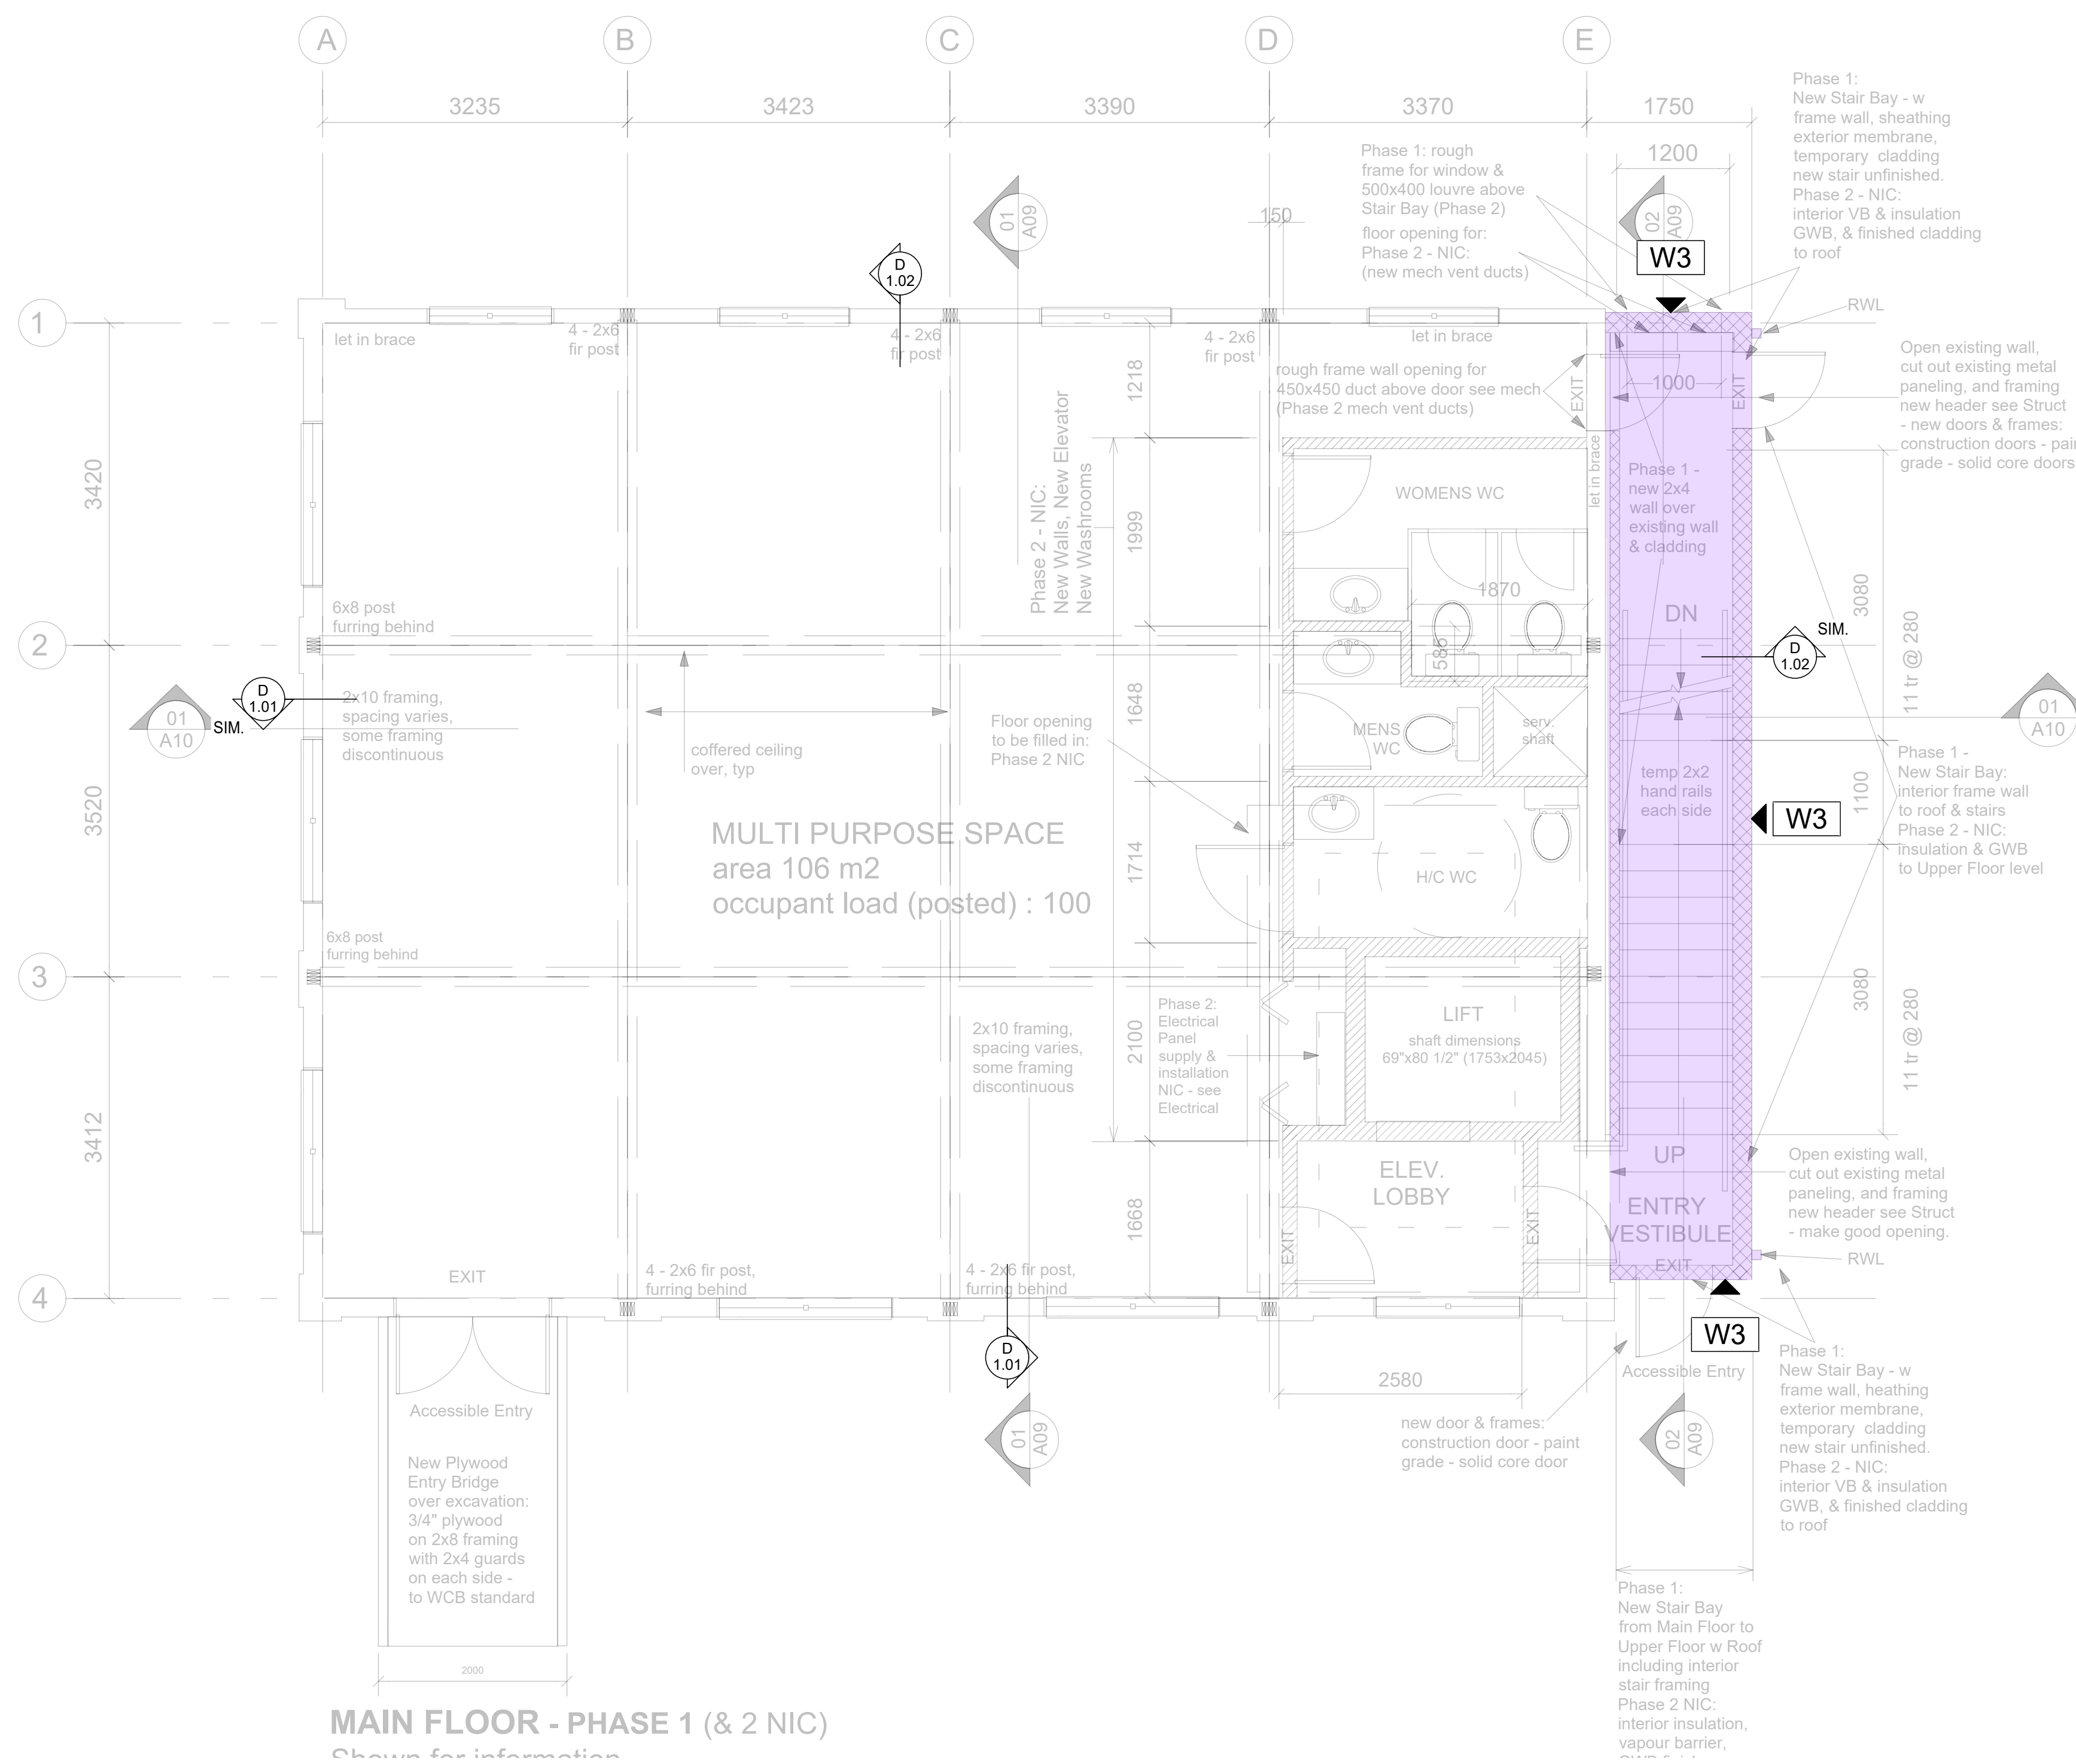 A
B
C
D
E
3235
3423
3390
3370
1750
1200
150
Phase 1:
New Stair Bay - w
frame wall, sheathing
exterior membrane,
temporary cladding
new stair unfinished.
Phase 2 - NIC:
interior VB & insulation
GWB, & finished cladding
to roof
Phase 1: rough
frame for window &
500x400 louvre above
Stair Bay (Phase 2)
floor opening for:
Phase 2 - NIC:
(new mech vent ducts)
01
A09
02
A09
W3
D
1.02
RWL
1
let in brace
4 - 2x6
fir post
4 - 2x6
fir post
4 - 2x6
fir post
let in brace
Open existing wall,
cut out existing metal
paneling, and framing
new header see Struct
- new doors & frames:
construction doors - pain
grade - solid core doors
rough frame wall opening for
450x450 duct above door see mech
(Phase 2 mech vent ducts)
EXIT
1000
EXIT
1218
let in brace
3420
Phase 2 - NIC:
New Walls, New Elevator
New Washrooms
1999
WOMENS WC
Phase 1 -
new 2x4
wall over
existing wall
& cladding
1870
585
DN
3080
11 tr @ 280
6x8 post
furring behind
2
D
1.02
SIM.
D
1.01
01
A10
SIM.
2x10 framing,
spacing varies,
some framing
discontinuous
coffered ceiling
over, typ
1648
Floor opening
to be filled in:
Phase 2 NIC
MENS
WC
serv.
shaft
01
A10
temp 2x2
hand rails
each side
1100
Phase 1 -
New Stair Bay:
interior frame wall
to roof & stairs
Phase 2 - NIC:
insulation & GWB
to Upper Floor level
W3
3520
MULTI PURPOSE SPACE
area 106 m2
occupant load (posted) : 100
1714
H/C WC
6x8 post
furring behind
3
3080
11 tr @ 280
2x10 framing,
spacing varies,
some framing
discontinuous
2100
Phase 2:
Electrical
Panel
supply &
installation
NIC - see
Electrical
LIFT
shaft dimensions
69"x80 1/2" (1753x2045)
3412
ELEV.
LOBBY
1668
EXIT
EXIT
UP
ENTRY
VESTIBULE
EXIT
Open existing wall,
cut out existing metal
paneling, and framing
new header see Struct
- make good opening.
RWL
EXIT
4 - 2x6 fir post,
furring behind
4 - 2x6 fir post,
furring behind
4
D
1.01
W3
Accessible Entry
Phase 1:
New Stair Bay - w
frame wall, heathing
exterior membrane,
temporary cladding
new stair unfinished.
Phase 2 - NIC:
interior VB & insulation
GWB, & finished cladding
to roof
2580
Accessible Entry
01
A09
new door & frames:
construction door - paint
grade - solid core door
02
A09
New Plywood
Entry Bridge
over excavation:
3/4" plywood
on 2x8 framing
with 2x4 guards
on each side -
to WCB standard
2000
Phase 1:
New Stair Bay
from Main Floor to
Upper Floor w Roof
including interior
stair framing
Phase 2 NIC:
interior insulation,
vapour barrier,
MAIN FLOOR - PHASE 1 (& 2 NIC)
Shown for information